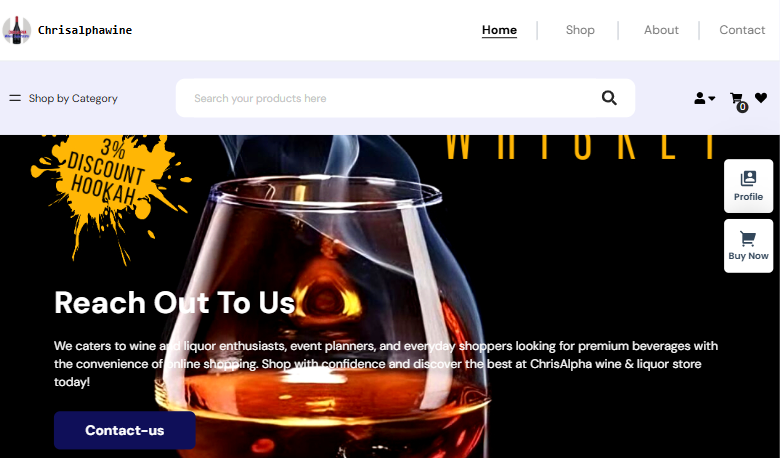 Chrisalphawine
Home
Shop
About
Contact
Shop by Category
Search your products here
0
WHISKEY
3%
DISCOUNT
HOOKAH
Profile
Buy Now
Reach Out To Us
We caters to wine and liquor enthusiasts, event planners, and everyday shoppers looking for premium beverages with
the convenience of online shopping. Shop with confidence and discover the best at ChrisAlpha wine & liquor store
today!
Contact-us